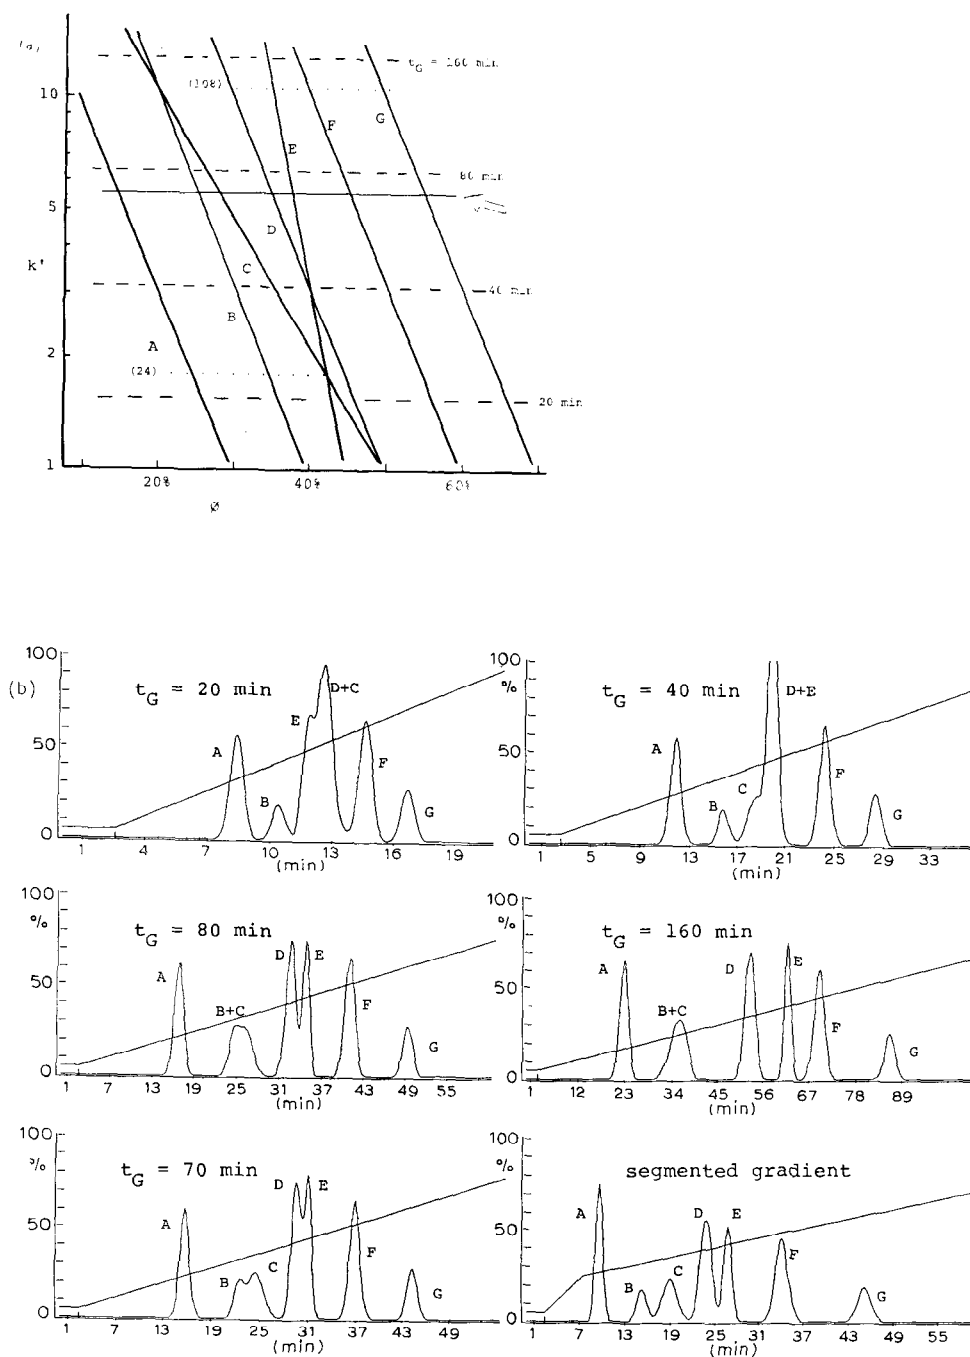 (a)
t_G = 160 min
(108)
10
G
F
E
80 min
5
D
C
k'
40 min
B
A
2
(24)
20 min
1
20% 40% 60%
ø
(b)
100
50
0
t_G = 20 min
A
B
E
D+C
F
G
1 4 7 10 13 16 19
(min)
100
%
50
0
t_G = 40 min
A
B
C
D+E
F
G
1 5 9 13 17 21 25 29 33
(min)
100
%
50
0
t_G = 80 min
A
B+C
D
E
F
G
1 7 13 19 25 31 37 43 49 55
(min)
100
%
50
0
t_G = 160 min
A
B+C
D
E
F
G
1 12 23 34 45 56 67 78 89
(min)
100
%
50
0
t_G = 70 min
A
B
C
D
E
F
G
1 7 13 19 25 31 37 43 49
(min)
100
%
50
0
segmented gradient
A
B
C
D
E
F
G
1 7 13 19 25 31 37 43 49
(min)